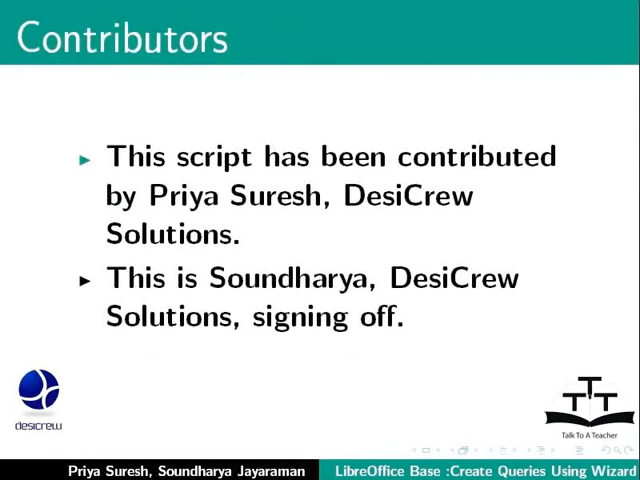 Contributors
This script has been contributed
by Priya Suresh, DesiCrew
Solutions.
This is Soundharya, DesiCrew
Solutions, signing off.
desicrew
TTT
Talk To A Teacher
Priya Suresh, Soundharya Jayaraman
LibreOffice Base :Create Queries Using Wizard